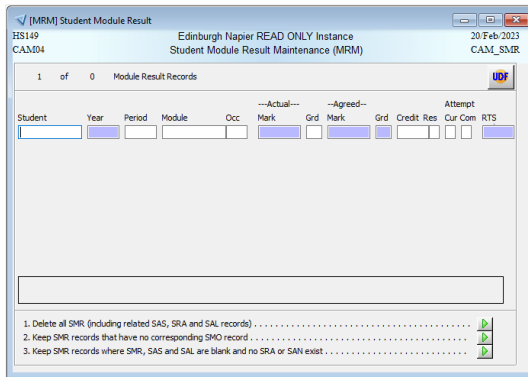 [MRM] Student Module Result
HS149 Edinburgh Napier READ ONLY Instance 20/Feb/2023
CAM04 Student Module Result Maintenance (MRM) CAM_SMR
1 of 0 Module Result Records UDF
---Actual--- --Agreed-- Attempt
Student Year Period Module Occ Mark Grd Mark Grd Credit Res Cur Com RTS
1. Delete all SMR (including related SAS, SRA and SAL records) . . . . . . . . . . . . . . . . . . . . . . . . . . . . . . . . . . . . . . . . . .
2. Keep SMR records that have no corresponding SMO record . . . . . . . . . . . . . . . . . . . . . . . . . . . . . . . . . . . . . . . . . .
3. Keep SMR records where SMR, SAS and SAL are blank and no SRA or SAN exist . . . . . . . . . . . . . . . . . . . . . . . . . . . .